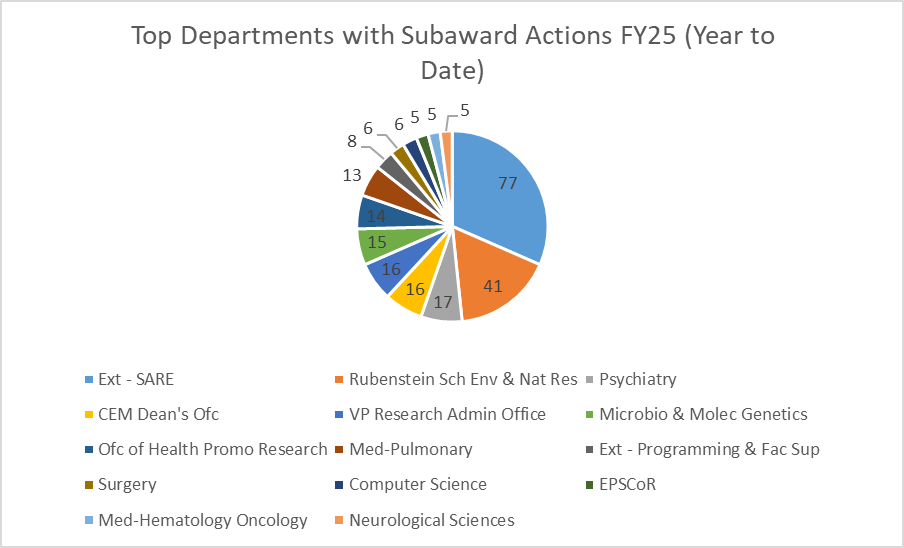 Top Departments with Subaward Actions FY25 (Year to
Date)
5
5
5
6
6
8
13
14
15
16
16
17
41
77
Ext - SARE
Rubenstein Sch Env & Nat Res
Psychiatry
CEM Dean's Ofc
VP Research Admin Office
Microbio & Molec Genetics
Ofc of Health Promo Research
Med-Pulmonary
Ext - Programming & Fac Sup
Surgery
Computer Science
EPSCoR
Med-Hematology Oncology
Neurological Sciences